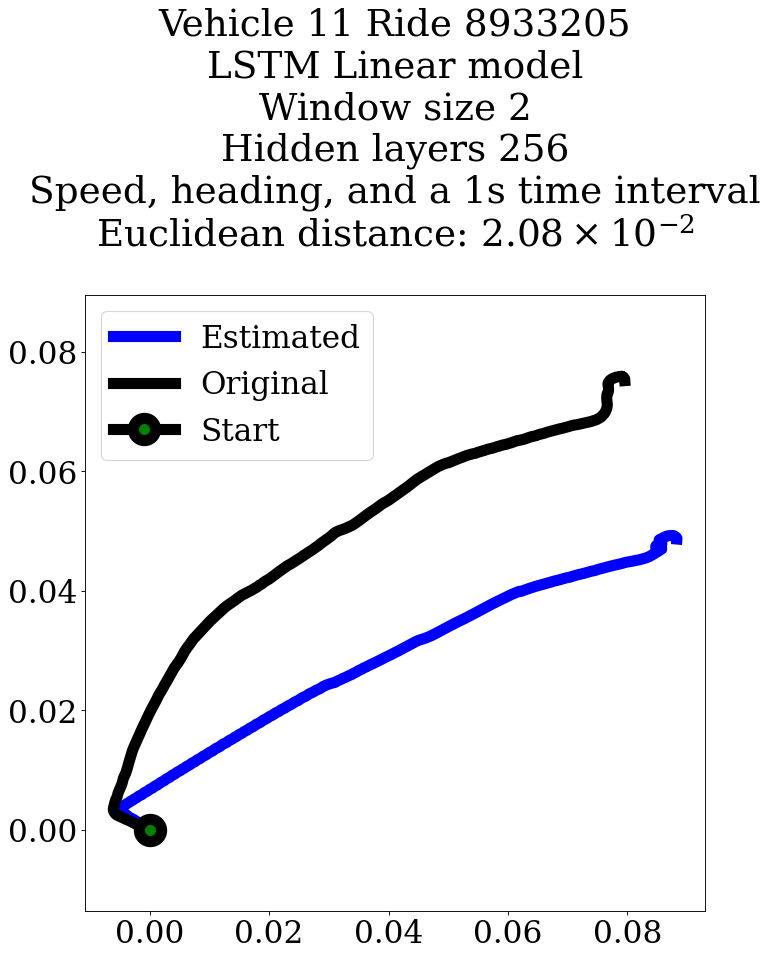 Vehicle 11 Ride 8933205
LSTM Linear model
Window size 2
Hidden layers 256
Speed, heading, and a 1s time interval
Euclidean distance: 2.08 × 10⁻²
Estimated
Original
Start
0.08
0.06
0.04
0.02
0.00
0.00 0.02 0.04 0.06 0.08